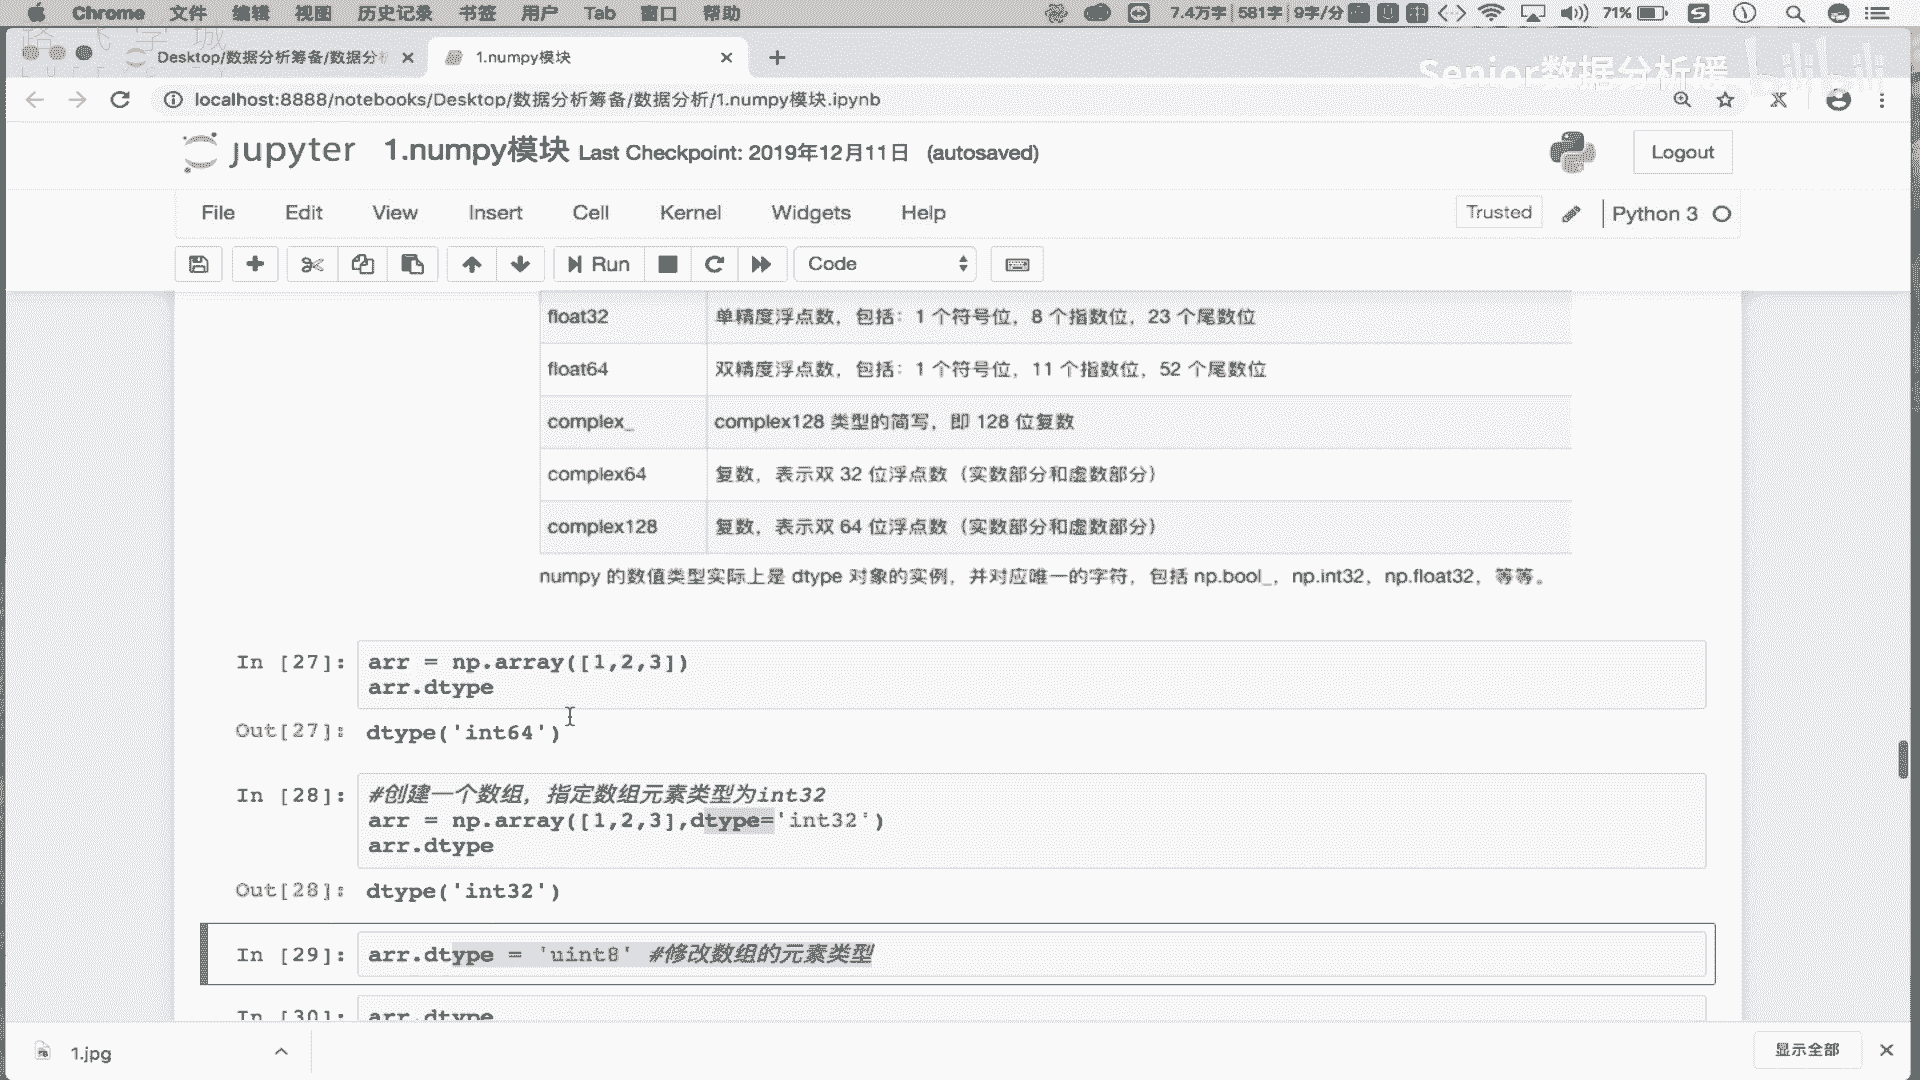 Chrome 文件 编辑 视图 历史记录 书签 用户 Tab 窗口 帮助 7.4万字 581字 9字/分 71%
Desktop/数据分析筹备/数据分析 1.numpy模块
Senior数据分析媛 bilibili
localhost:8888/notebooks/Desktop/数据分析筹备/数据分析/1.numpy模块.ipynb
jupyter 1.numpy模块 Last Checkpoint: 2019年12月11日 (autosaved) Logout
File Edit View Insert Cell Kernel Widgets Help Trusted Python 3
Run Code
float32 单精度浮点数，包括：1 个符号位，8 个指数位，23 个尾数位
float64 双精度浮点数，包括：1 个符号位，11 个指数位，52 个尾数位
complex_ complex128 类型的简写，即 128 位复数
complex64 复数，表示双 32 位浮点数（实数部分和虚数部分）
complex128 复数，表示双 64 位浮点数（实数部分和虚数部分）
numpy 的数值类型实际上是 dtype 对象的实例，并对应唯一的字符，包括 np.bool_，np.int32，np.float32，等等。
In [27]: arr = np.array([1,2,3])
arr.dtype
Out[27]: dtype('int64')
In [28]: #创建一个数组，指定数组元素类型为int32
arr = np.array([1,2,3],dtype='int32')
arr.dtype
Out[28]: dtype('int32')
In [29]: arr.dtype = 'uint8' #修改数组的元素类型
In [30]: arr.dtype
1.jpg 显示全部